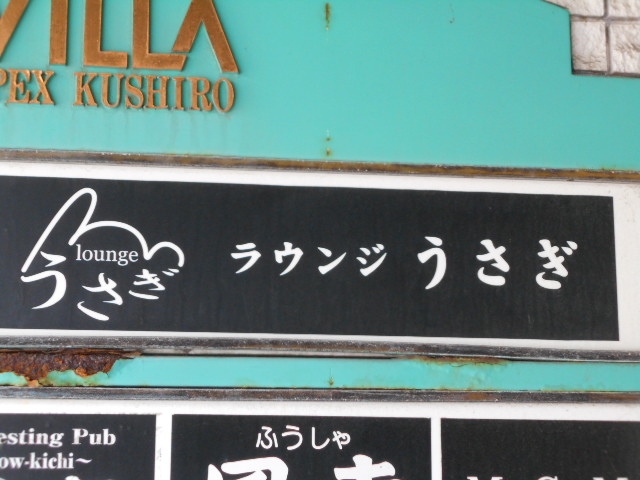 VILLA
PEX KUSHIRO
lounge
うさぎ
ラウンジ うさぎ
esting Pub
ow-kichi~
ふうしゃ